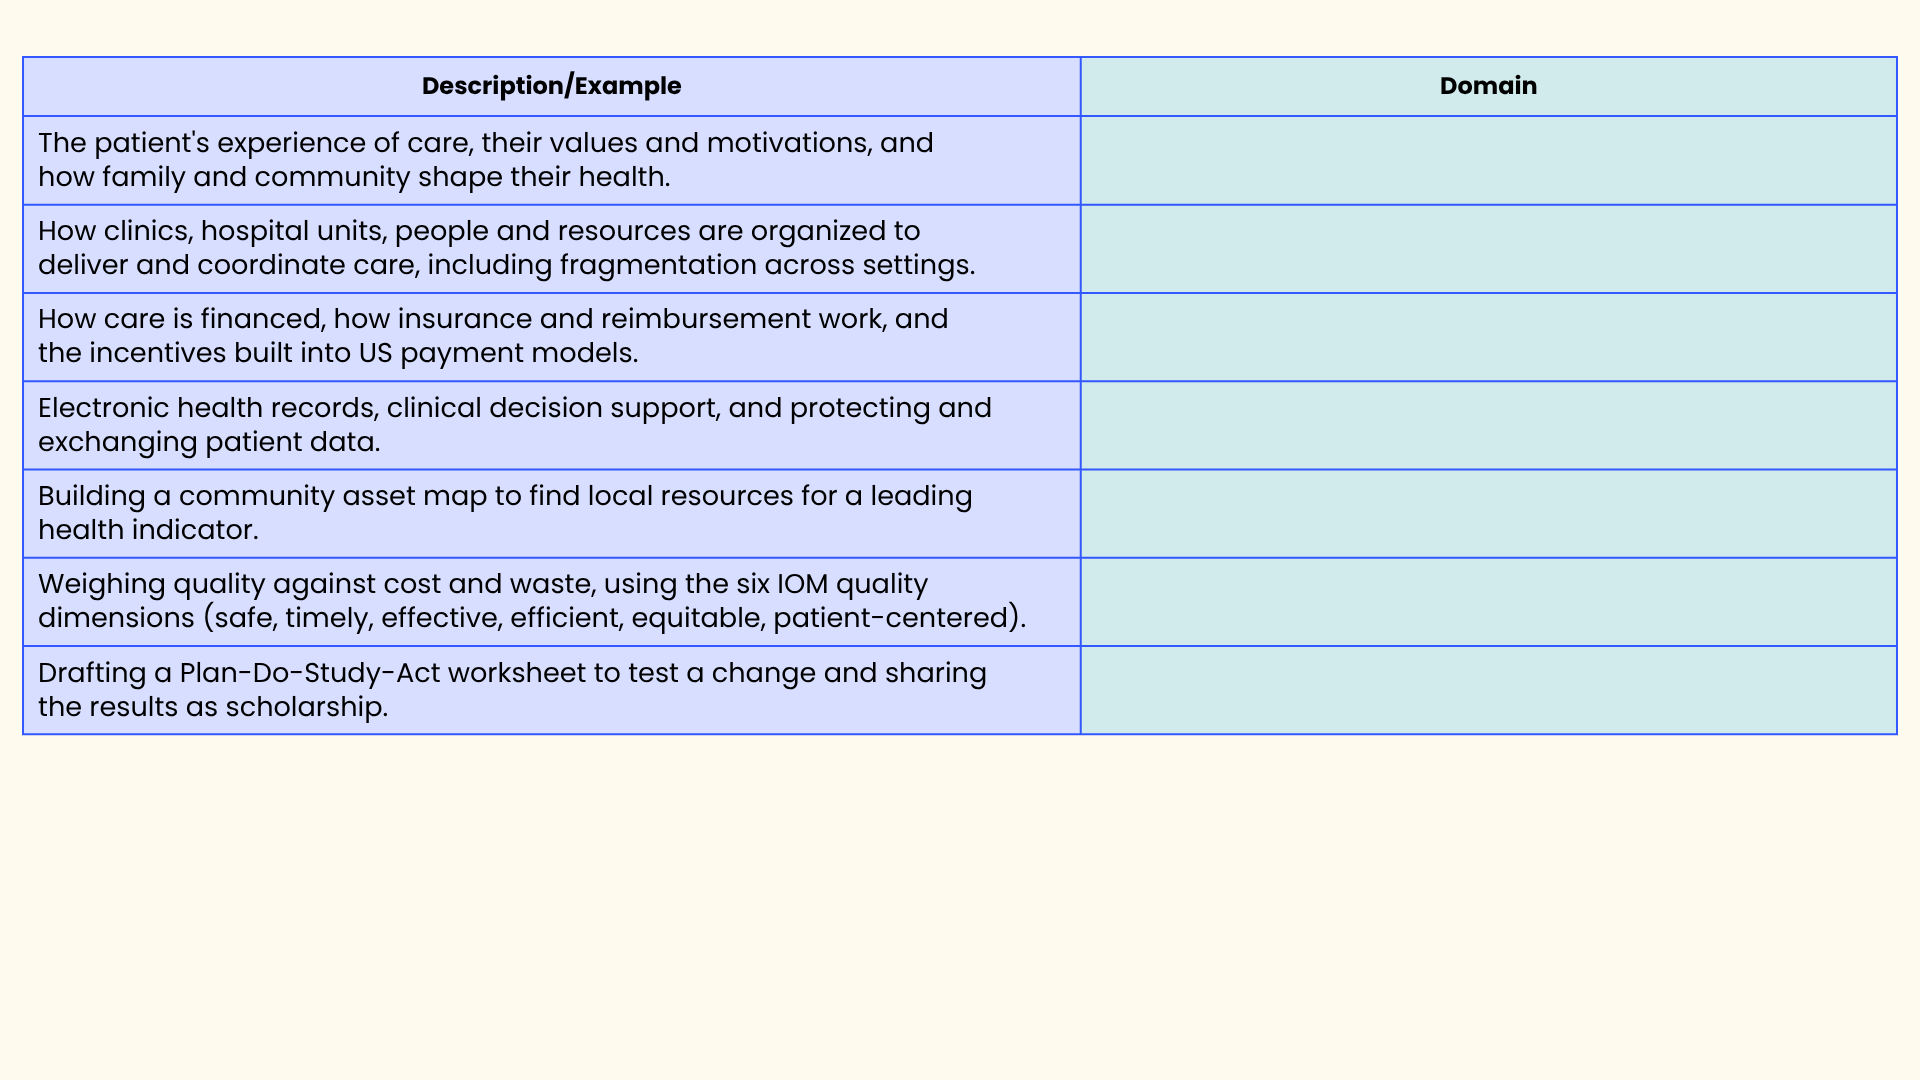 Description/Example
Domain
The patient's experience of care, their values and motivations, and
how family and community shape their health.
How clinics, hospital units, people and resources are organized to
deliver and coordinate care, including fragmentation across settings.
How care is financed, how insurance and reimbursement work, and
the incentives built into US payment models.
Electronic health records, clinical decision support, and protecting and
exchanging patient data.
Building a community asset map to find local resources for a leading
health indicator.
Weighing quality against cost and waste, using the six IOM quality
dimensions (safe, timely, effective, efficient, equitable, patient-centered).
Drafting a Plan-Do-Study-Act worksheet to test a change and sharing
the results as scholarship.